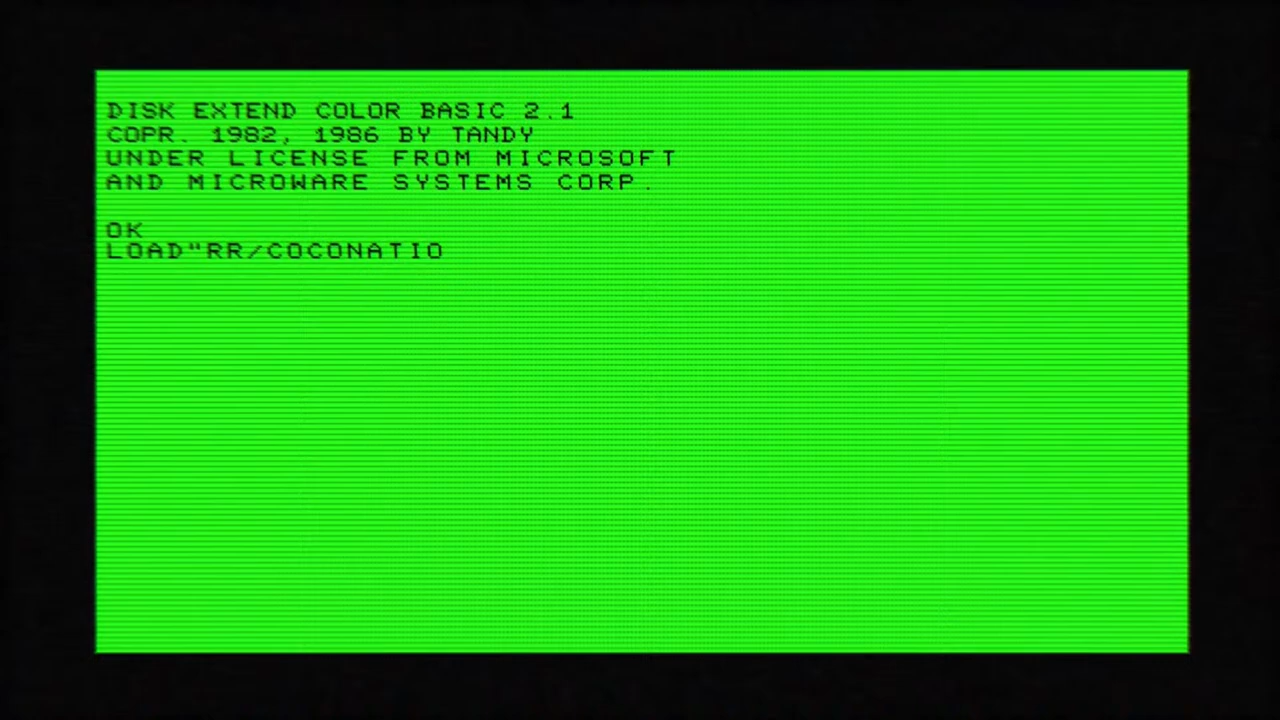 DISK EXTEND COLOR BASIC 2.1
COPR. 1982, 1986 BY TANDY
UNDER LICENSE FROM MICROSOFT
AND MICROWARE SYSTEMS CORP.
OK
LOAD"RR/COCONATIO